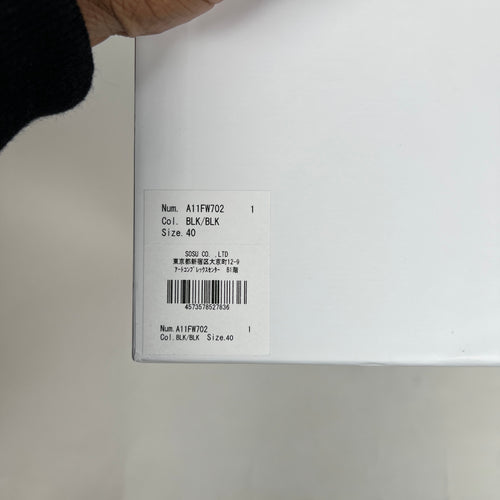 Num. A11FW702 1
Col. BLK/BLK
Size. 40
SOSU CO. ,LTD
東京都新宿区大京町12-9
アートコンプレックスセンター B1階
4573578527836
Num.A11FW702 1
Col.BLK/BLK Size.40